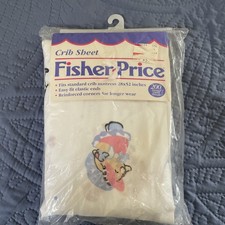 Crib Sheet
Fisher-Price
• Fits standard crib mattress 28x52 inches
• Easy fit elastic ends
• Reinforced corners for longer wear